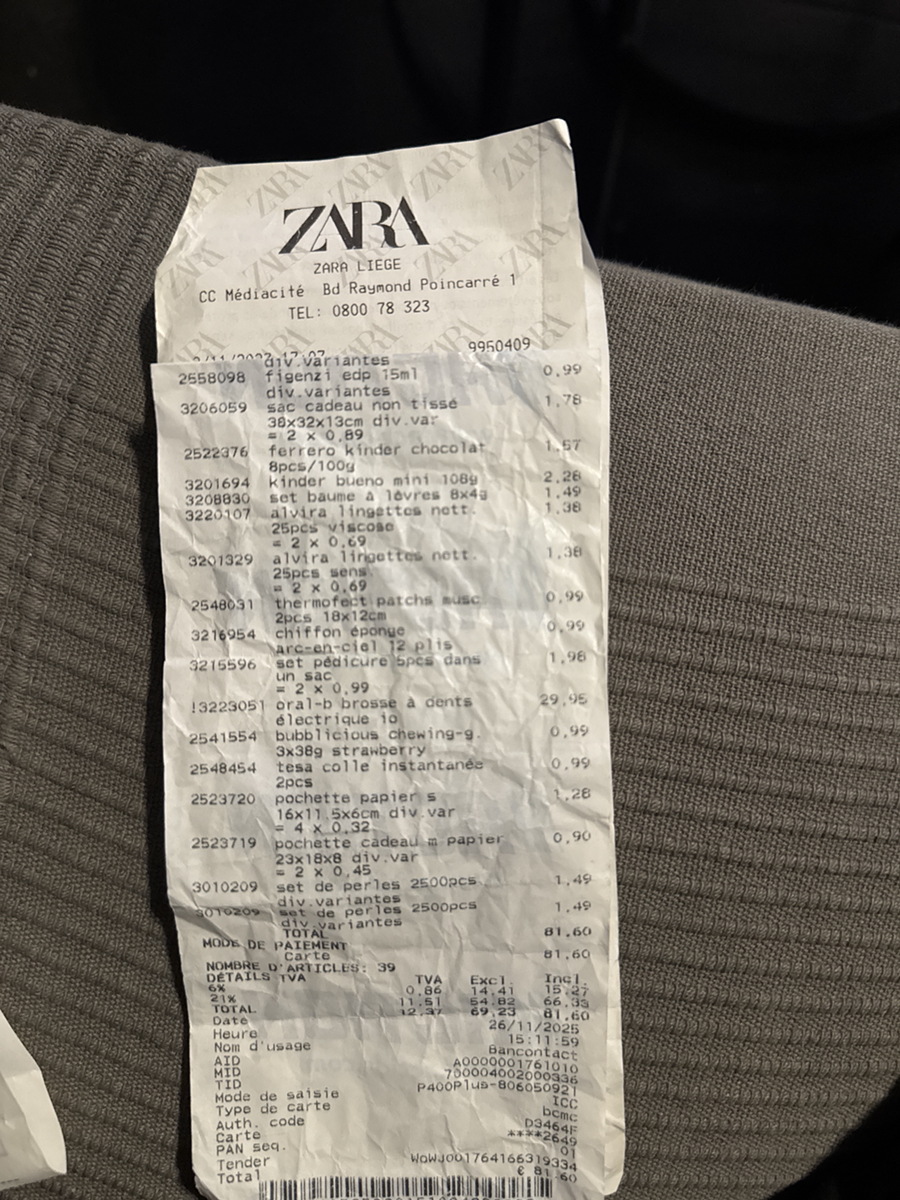 ZARA
ZARA LIEGE
CC Médiacité Bd Raymond Poincarré 1
TEL: 0800 78 323
17:07 9950409
div.variantes
2558098 figenzi edp 15ml 0,99
div.variantes
3206059 sac cadeau non tissé 1,78
38x32x13cm div.var
= 2 x 0,89
2522376 ferrero kinder chocolat 1,57
8pcs/100g
3201694 kinder bueno mini 108g 2,28
3208830 set baume à lèvres 8x4g 1,49
3220107 alvira lingettes nett. 1,38
25pcs viscose
= 2 x 0,69
3201329 alvira lingettes nett. 1,38
25pcs sens.
= 2 x 0,69
2548031 thermofect patchs musc 0,99
2pcs 18x12cm
3216954 chiffon éponge 0,99
arc-en-ciel 12 plis
3215596 set pédicure 5pcs dans 1,98
un sac
= 2 x 0,99
!3223051 oral-b brosse à dents 29,95
électrique io
2541554 bubblicious chewing-g. 0,99
3x38g strawberry
2548454 tesa colle instantanée 0,99
2pcs
2523720 pochette papier s 1,28
16x11.5x6cm div.var
= 4 x 0,32
2523719 pochette cadeau m papier 0,90
23x18x8 div.var
= 2 x 0,45
3010209 set de perles 2500pcs 1,49
div.variantes
3010209 set de perles 2500pcs 1,49
div.variantes
TOTAL 81,60
MODE DE PAIEMENT
Carte 81,60
NOMBRE D'ARTICLES: 39
DÉTAILS TVA TVA Excl. Incl.
6% 0,86 14,41 15,27
21% 11,51 54,82 66,33
TOTAL 12,37 69,23 81,60
Date 26/11/2025
Heure 15:11:59
Nom d'usage Bancontact
AID A0000001761010
MID 700004002000336
TID P400Plus-80605092
Mode de saisie ICC
Type de carte bcmc
Auth. code D3464F
Carte ****2649
PAN seq. 01
Tender WGWJ001764166319334
Total € 81,60